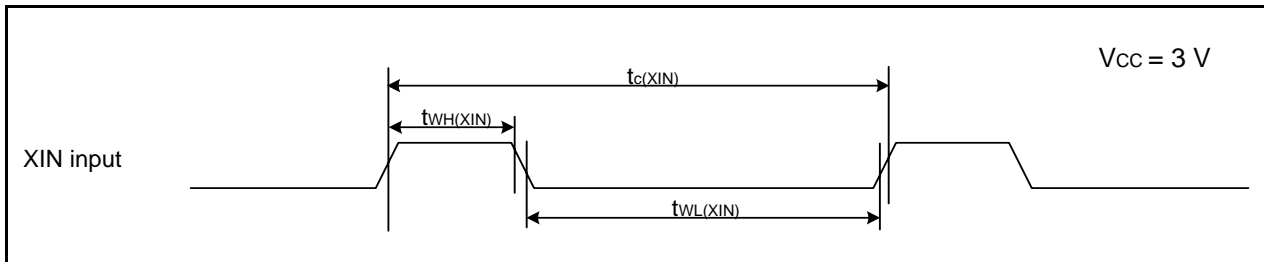 VCC = 3 V
tc(XIN)
tWH(XIN)
XIN input
tWL(XIN)